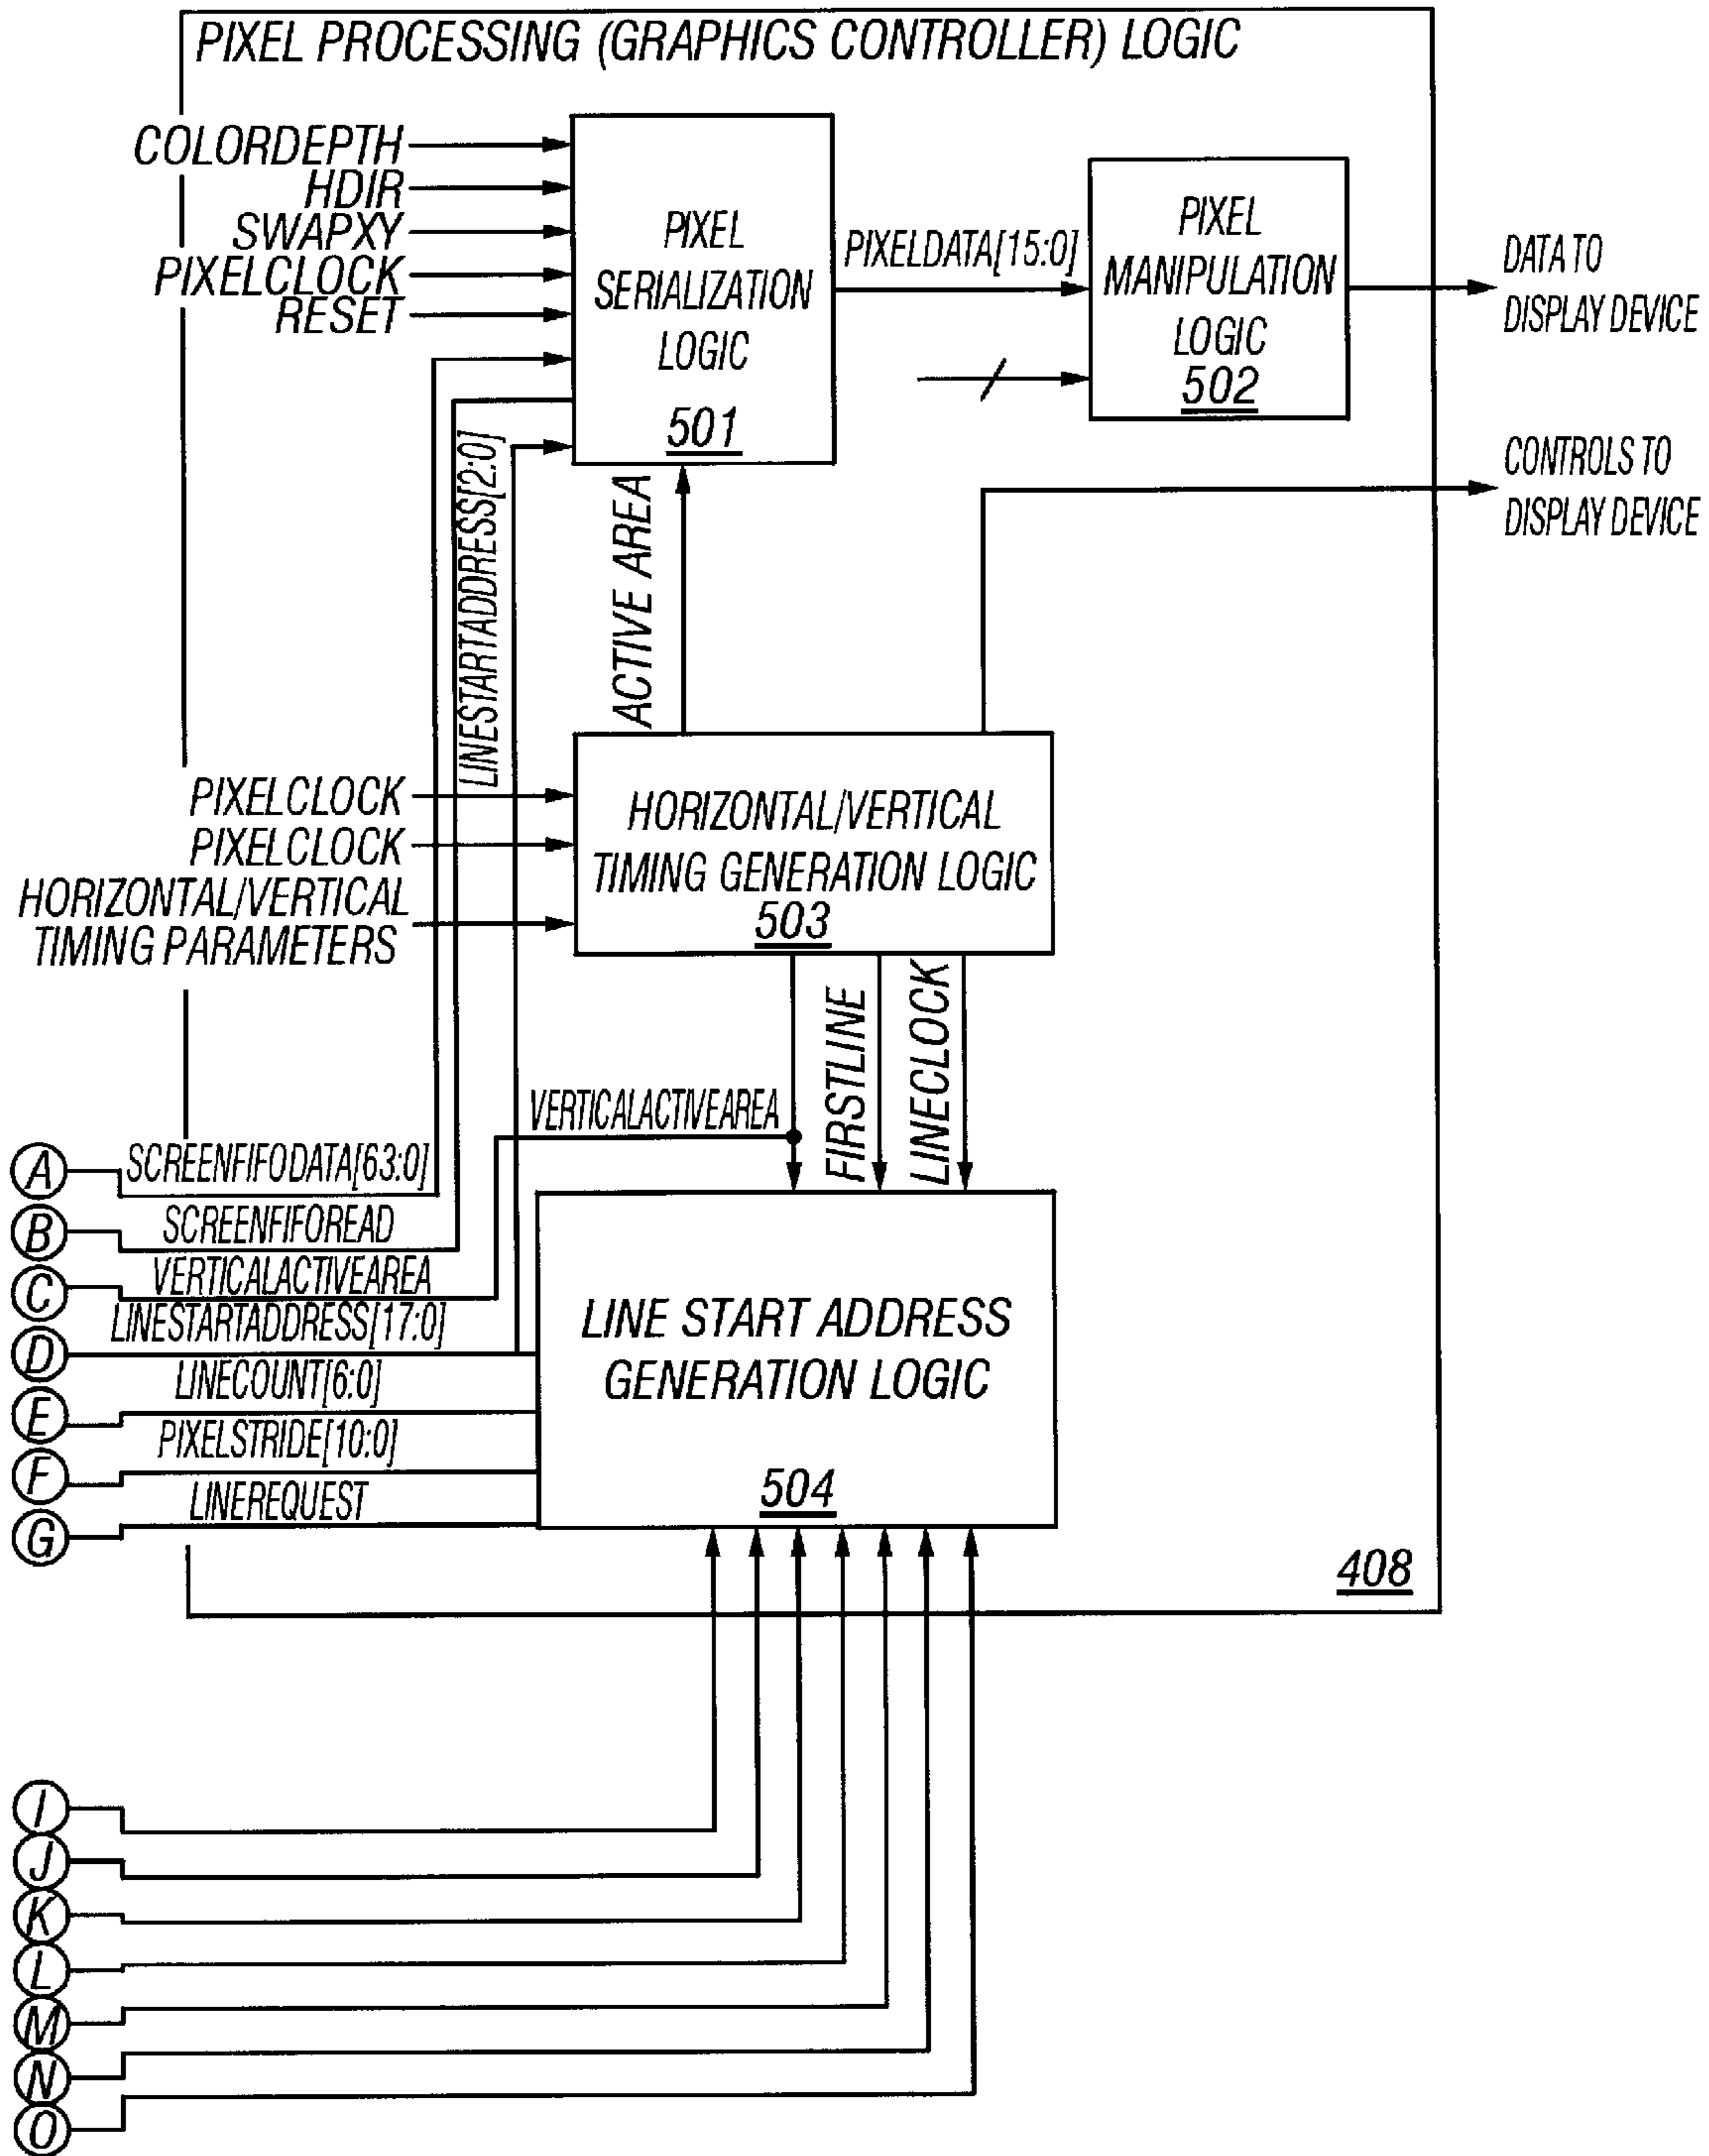 PIXEL PROCESSING (GRAPHICS CONTROLLER) LOGIC
COLORDEPTH
HDIR
SWAPXY
PIXELCLOCK
RESET
PIXEL
SERIALIZATION
LOGIC
501
PIXELDATA[15:0]
PIXEL
MANIPULATION
LOGIC
502
DATA TO
DISPLAY DEVICE
CONTROLS TO
DISPLAY DEVICE
LINESTARTADDRESS[2:0]
ACTIVE AREA
PIXELCLOCK
PIXELCLOCK
HORIZONTAL/VERTICAL
TIMING PARAMETERS
HORIZONTAL/VERTICAL
TIMING GENERATION LOGIC
503
VERTICALACTIVEAREA
FIRSTLINE
LINECLOCK
A
SCREENFIFODATA[63:0]
B
SCREENFIFOREAD
C
VERTICALACTIVEAREA
D
LINESTARTADDRESS[17:0]
E
LINECOUNT[6:0]
F
PIXELSTRIDE[10:0]
G
LINEREQUEST
LINE START ADDRESS
GENERATION LOGIC
504
408
I
J
K
L
M
N
O